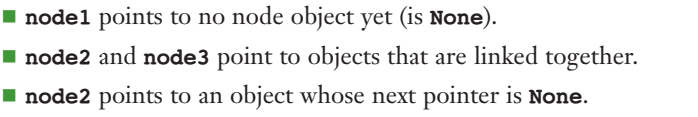 ■ node1 points to no node object yet (is None).
■ node2 and node3 point to objects that are linked together.
■ node2 points to an object whose next pointer is None.